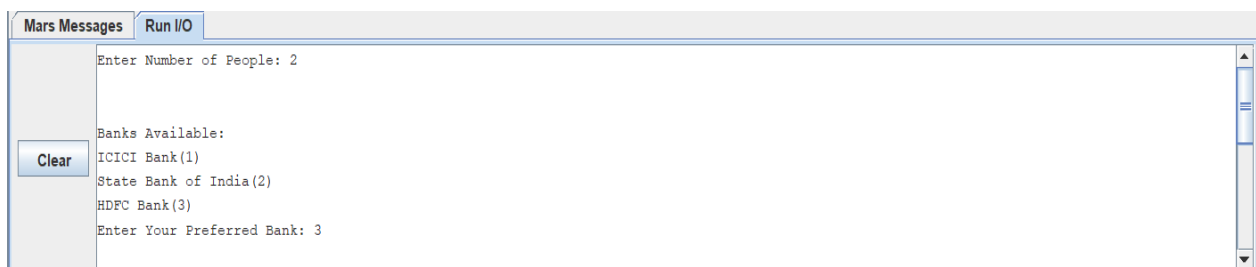 Mars Messages Run I/O
Enter Number of People: 2
Banks Available:
ICICI Bank(1)
Clear
State Bank of India(2)
HDFC Bank(3)
Enter Your Preferred Bank: 3